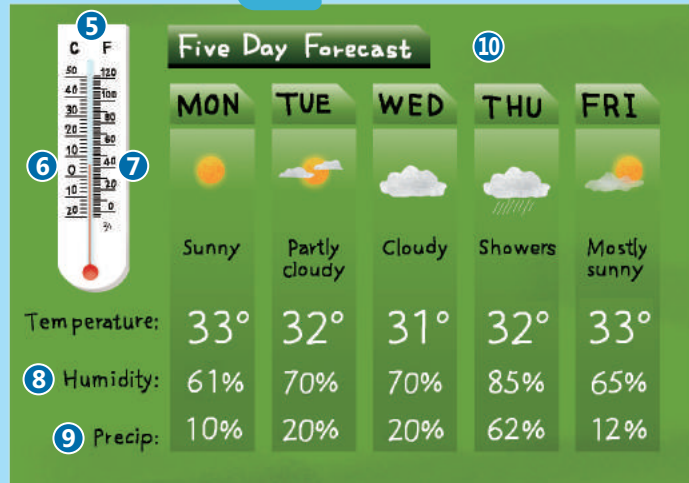 5
C F
50 120
40 100
30 80
20 60
10 40
0 20
10 0
20
6
7
Five Day Forecast
10
MON TUE WED THU FRI
Sunny Partly cloudy Cloudy Showers Mostly sunny
Temperature: 33° 32° 31° 32° 33°
8 Humidity: 61% 70% 70% 85% 65%
9 Precip: 10% 20% 20% 62% 12%